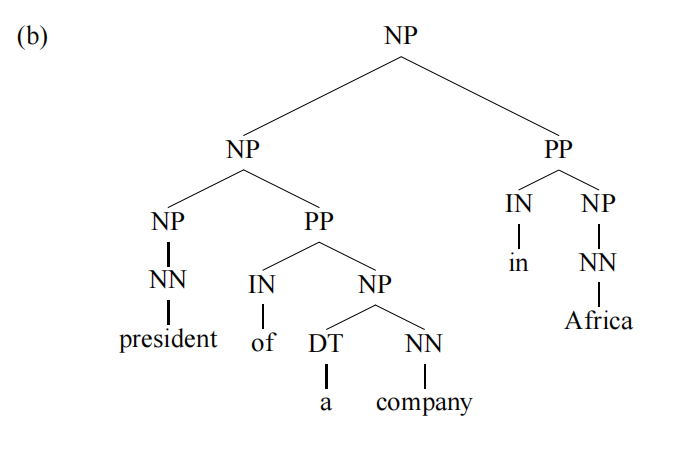 (b) NP
NP PP
IN NP
NP PP
in NN
NN IN NP
Africa
president of DT NN
a company